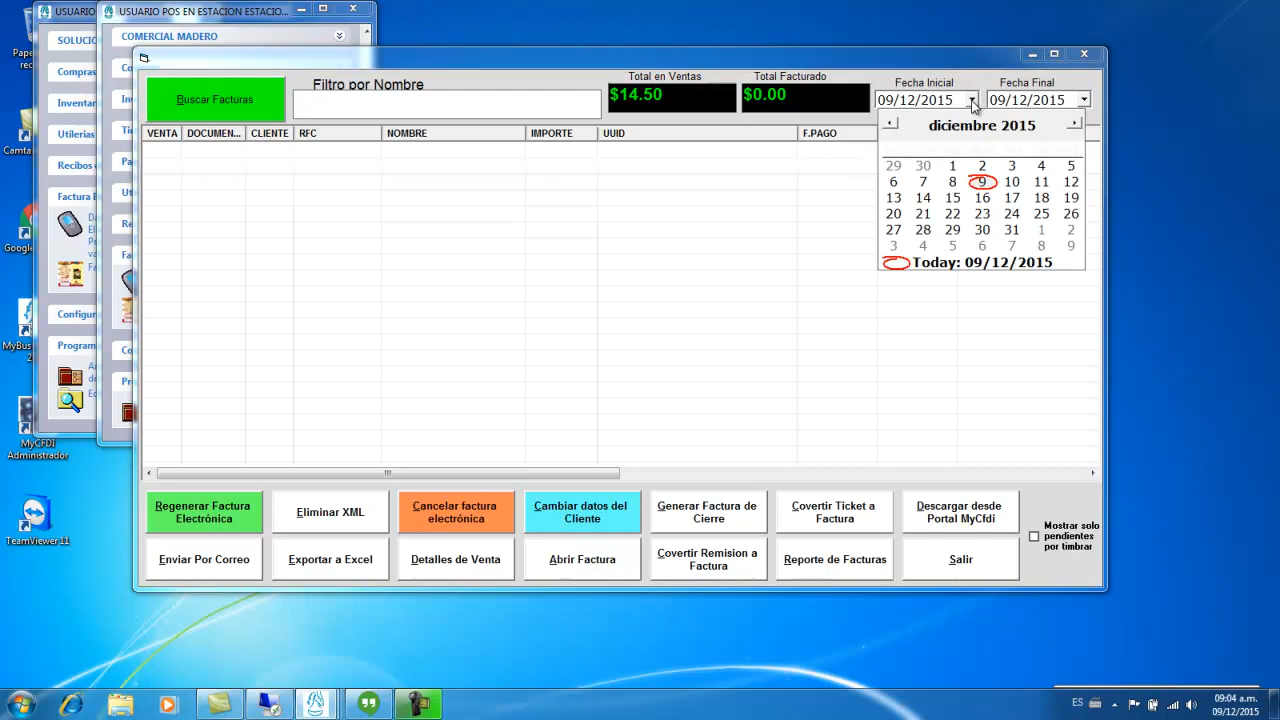 USUARIO
USUARIO POS EN ESTACION ESTACIO...
SOLUCIO
COMERCIAL MADERO
Compras
Inventar
Utilerias
Recibos
Factura E
Configur
Program
Buscar Facturas
Filtro por Nombre
Total en Ventas
$14.50
Total Facturado
$0.00
Fecha Inicial
09/12/2015
Fecha Final
09/12/2015
VENTA DOCUMEN... CLIENTE RFC NOMBRE IMPORTE UUID F.PAGO
diciembre 2015
29 30 1 2 3 4 5
6 7 8 9 10 11 12
13 14 15 16 17 18 19
20 21 22 23 24 25 26
27 28 29 30 31 1 2
3 4 5 6 7 8 9
Today: 09/12/2015
Regenerar Factura
Electrónica
Eliminar XML
Cancelar factura
electrónica
Cambiar datos del
Cliente
Generar Factura de
Cierre
Covertir Ticket a
Factura
Descargar desde
Portal MyCfdi
Mostrar solo
pendientes
por timbrar
Enviar Por Correo
Exportar a Excel
Detalles de Venta
Abrir Factura
Covertir Remision a
Factura
Reporte de Facturas
Salir
Pape
rec
Camta
Google
MyBus
2
MyCFDI
Administrador
TeamViewer 11
ES
09:04 a.m.
09/12/2015